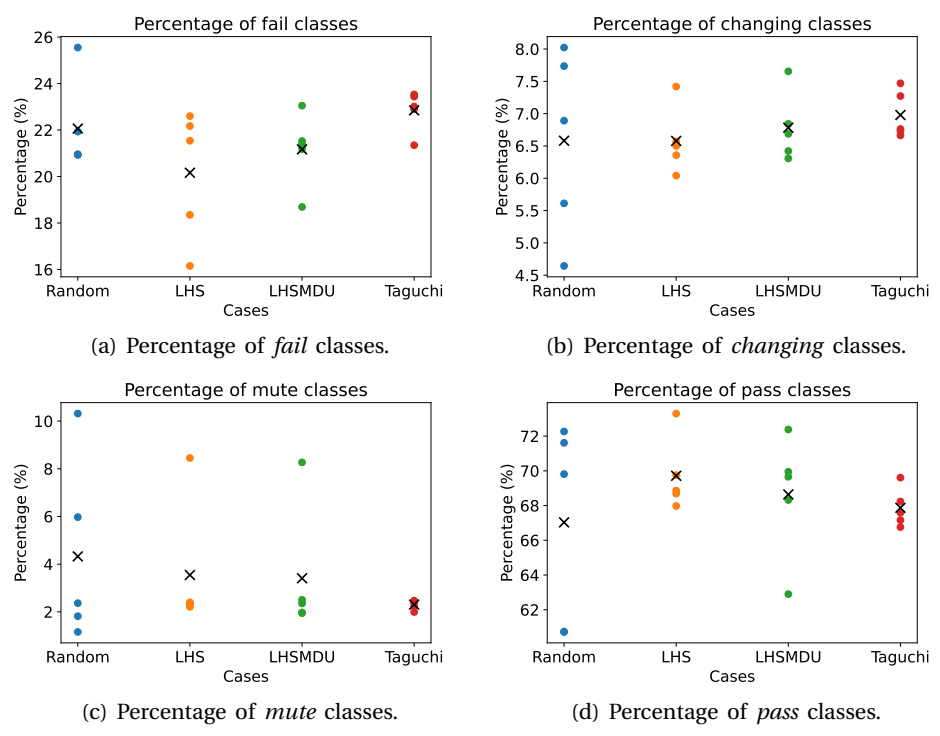 Percentage of fail classes
Percentage (%)
26
24
22
20
18
16
Random LHS LHSMDU Taguchi
Cases
(a) Percentage of fail classes.
Percentage of changing classes
Percentage (%)
8.0
7.5
7.0
6.5
6.0
5.5
5.0
4.5
Random LHS LHSMDU Taguchi
Cases
(b) Percentage of changing classes.
Percentage of mute classes
Percentage (%)
10
8
6
4
2
Random LHS LHSMDU Taguchi
Cases
(c) Percentage of mute classes.
Percentage of pass classes
Percentage (%)
72
70
68
66
64
62
Random LHS LHSMDU Taguchi
Cases
(d) Percentage of pass classes.